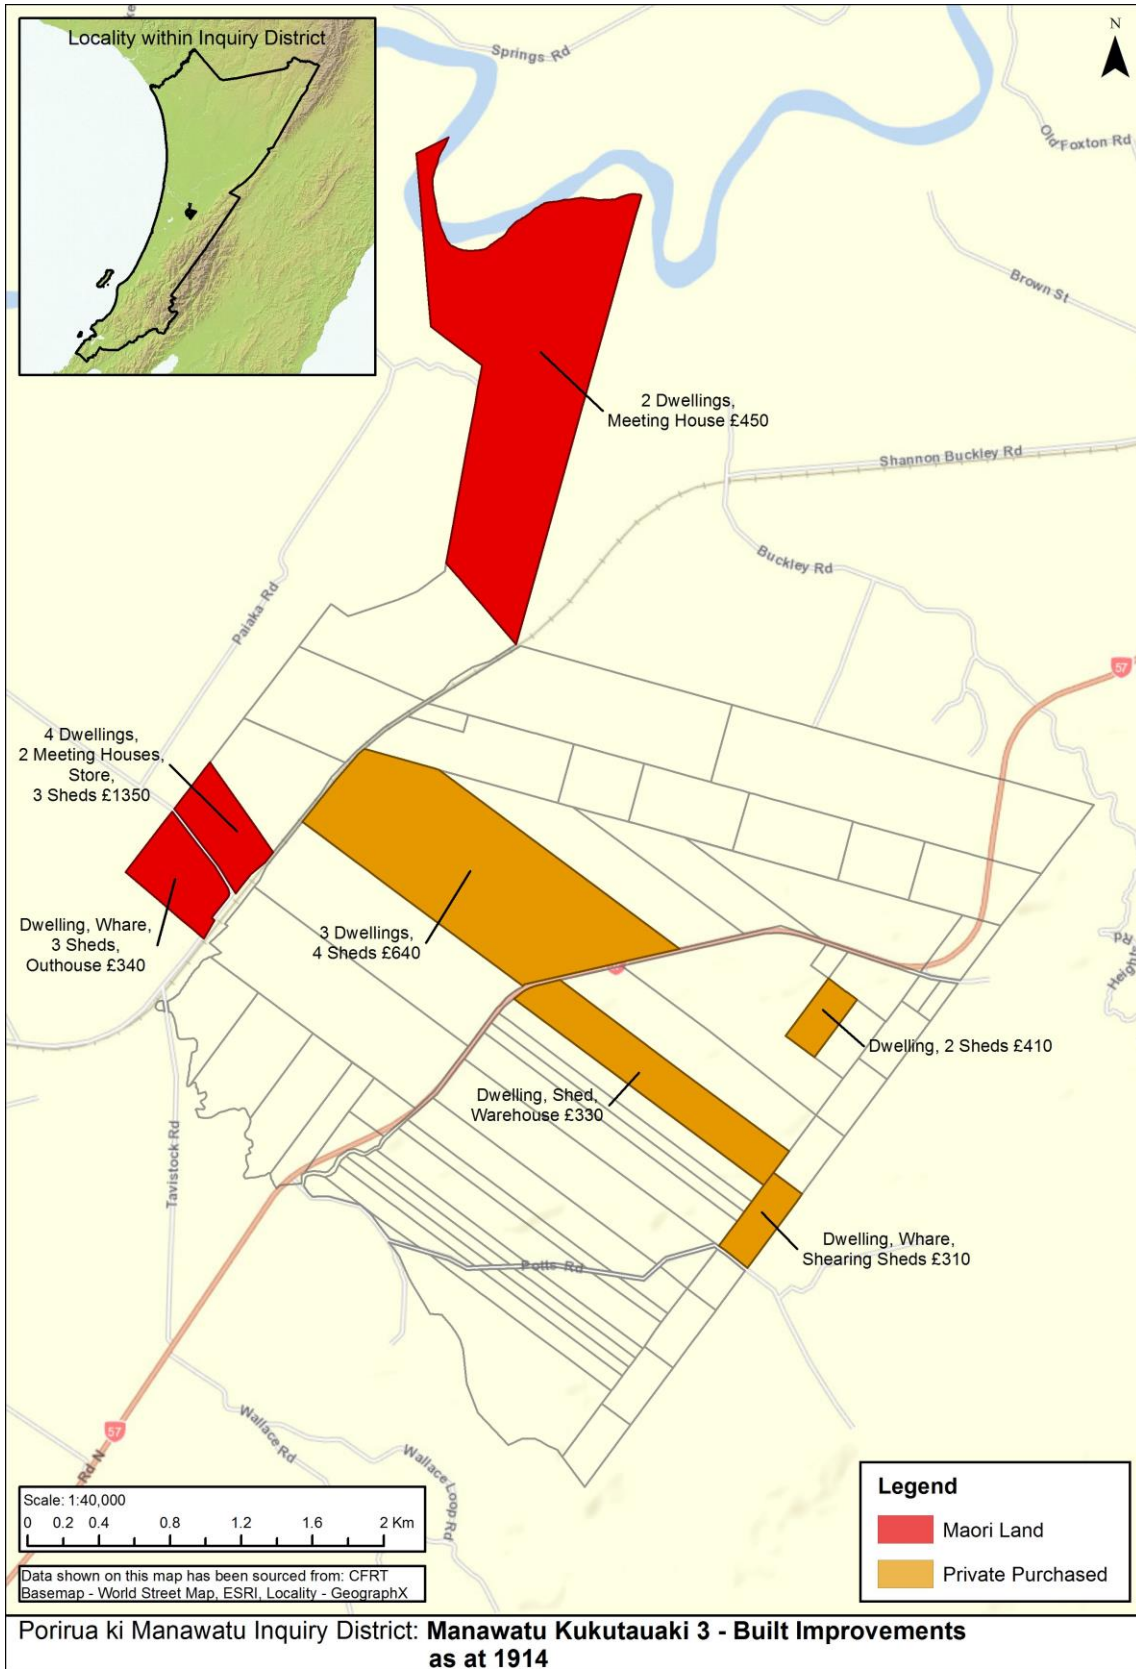 Locality within Inquiry District
N
Springs Rd
Old Foxton Rd
Brown St
2 Dwellings,
Meeting House £450
Shannon Buckley Rd
Buckley Rd
Paiaka Rd
57
4 Dwellings,
2 Meeting Houses,
Store,
3 Sheds £1350
Dwelling, Whare,
3 Sheds,
Outhouse £340
3 Dwellings,
4 Sheds £640
Heights Rd
Dwelling, 2 Sheds £410
Dwelling, Shed,
Warehouse £330
Tavistock Rd
Dwelling, Whare,
Shearing Sheds £310
Potts Rd
57
Rd N
Wallace Rd
Wallace Loop Rd
Scale: 1:40,000
0 0.2 0.4 0.8 1.2 1.6 2 Km
Data shown on this map has been sourced from: CFRT
Basemap - World Street Map, ESRI, Locality - GeographX
Legend
Maori Land
Private Purchased
Porirua ki Manawatu Inquiry District: Manawatu Kukutauaki 3 - Built Improvements
as at 1914